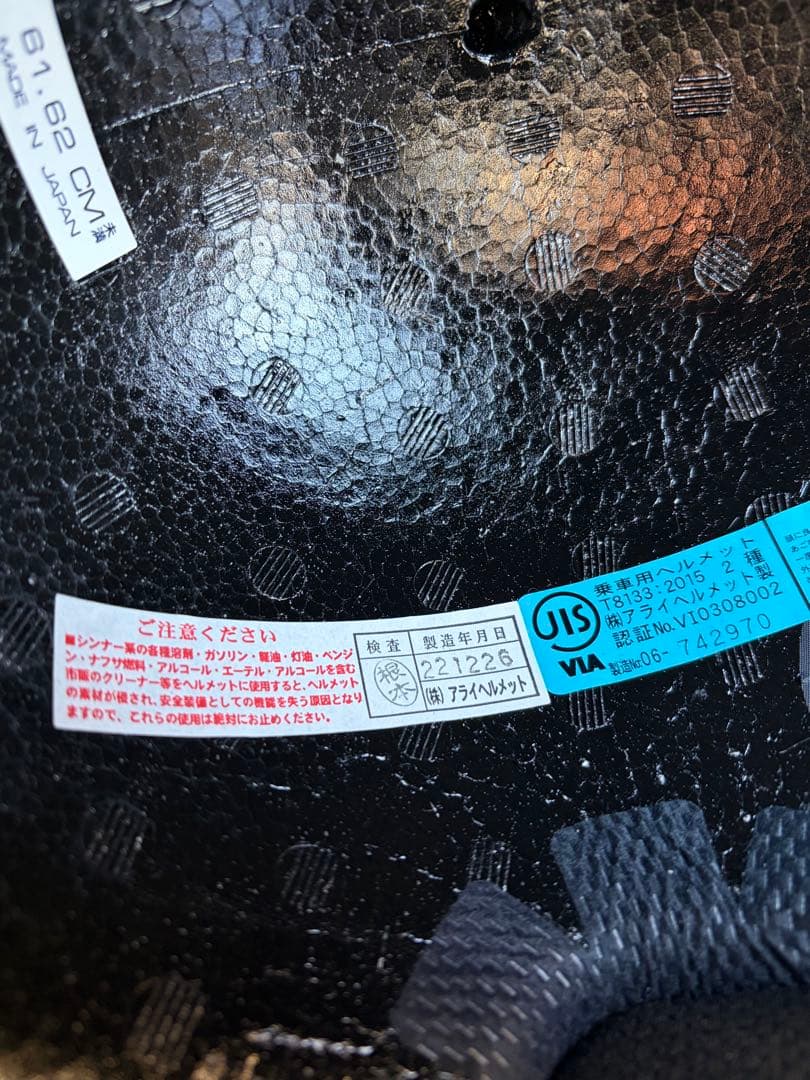 61.62 CM
MADE IN JAPAN
ご注意ください
■シンナー系の各種溶剤・ガソリン・軽油・灯油・ベンジ
ン・ナフサ燃料・アルコール・エーテル・アルコールを含む
市販のクリーナー等をヘルメットに使用すると、ヘルメット
の素材が侵され、安全装備としての機能を失う原因となり
ますので、これらの使用は絶対にお止めください。
検査 製造年月日
根本 221226
(株) アライヘルメット
JIS
VIA
乗車用ヘルメット
T8133:2015 2種
(株)アライヘルメット製
認証No.VI0308002
製造Nr.06-742970